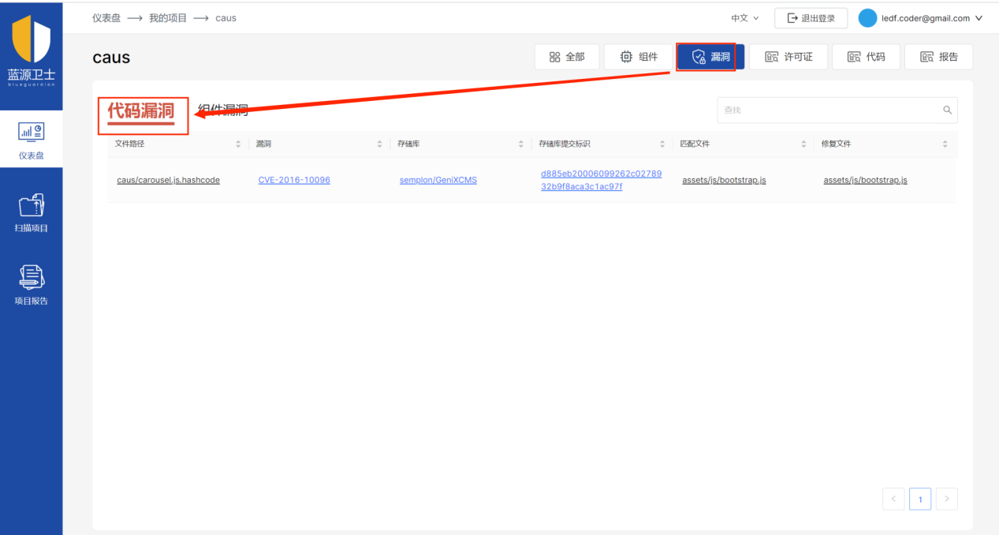 仪表盘 → 我的项目 → caus
中文
退出登录
ledf.coder@gmail.com
蓝源卫士
blueguardian
仪表盘
扫描项目
项目报告
caus
全部
组件
漏洞
许可证
代码
报告
代码漏洞
组件漏洞
查找
文件路径
漏洞
存储库
存储库提交标识
匹配文件
修复文件
caus/carousel.js.hashcode
CVE-2016-10096
semplon/GeniXCMS
d885eb20006099262c02789
32b9f8aca3c1ac97f
assets/js/bootstrap.js
assets/js/bootstrap.js
1